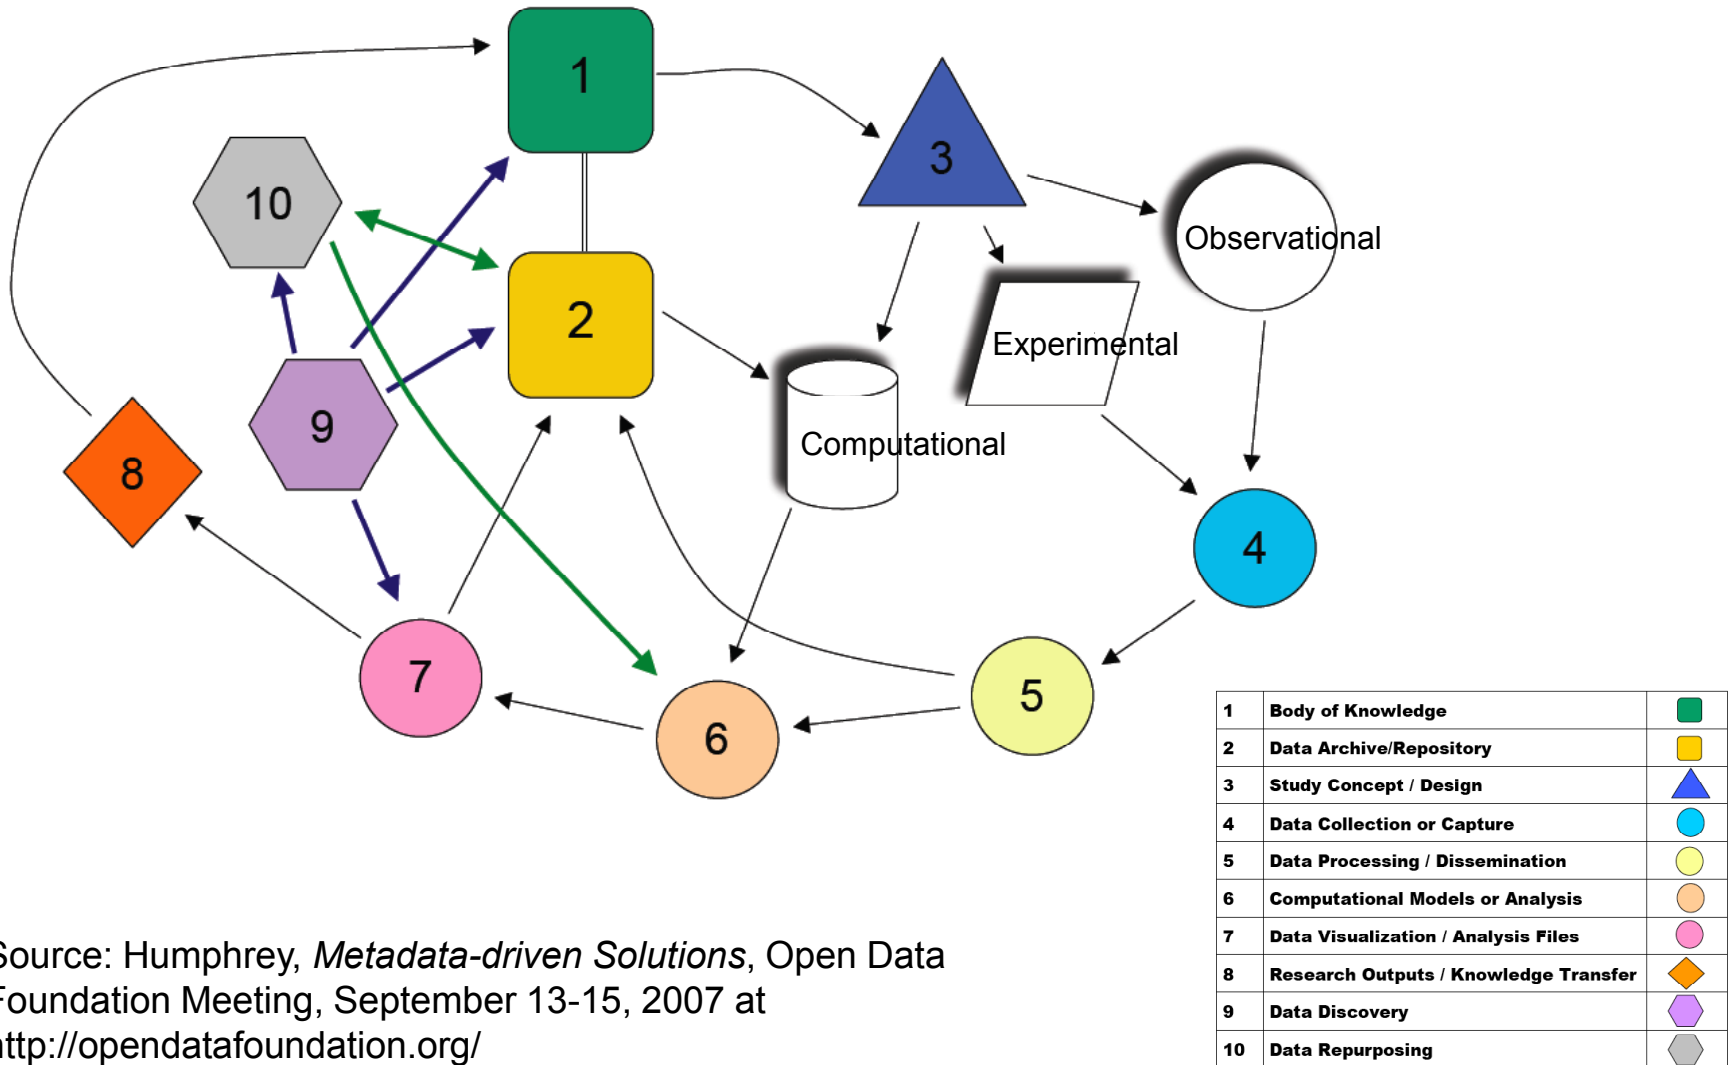 1
3
10
Observational
2
Experimental
9
Computational
8
4
7
5
6
1 Body of Knowledge
2 Data Archive/Repository
3 Study Concept / Design
4 Data Collection or Capture
5 Data Processing / Dissemination
6 Computational Models or Analysis
7 Data Visualization / Analysis Files
8 Research Outputs / Knowledge Transfer
9 Data Discovery
10 Data Repurposing
Source: Humphrey, Metadata-driven Solutions, Open Data
Foundation Meeting, September 13-15, 2007 at
http://opendatafoundation.org/